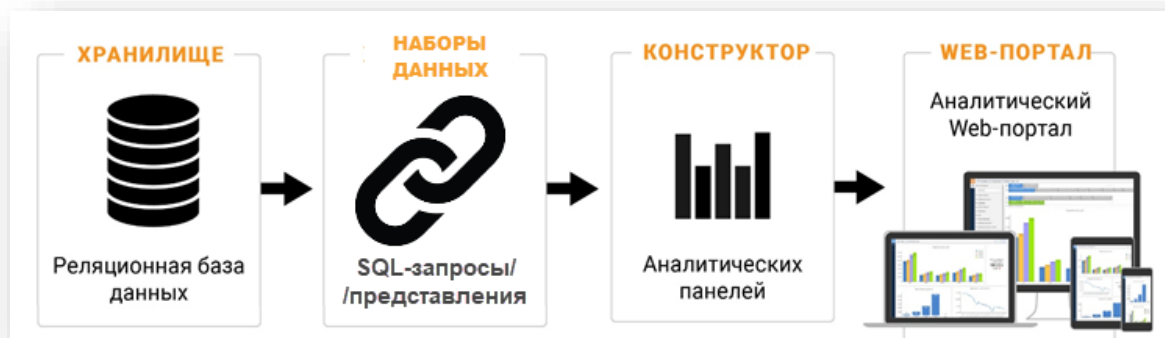 ХРАНИЛИЩЕ
Реляционная база
данных
НАБОРЫ
ДАННЫХ
SQL-запросы/
/представления
КОНСТРУКТОР
Аналитических
панелей
WEB-ПОРТАЛ
Аналитический
Web-портал